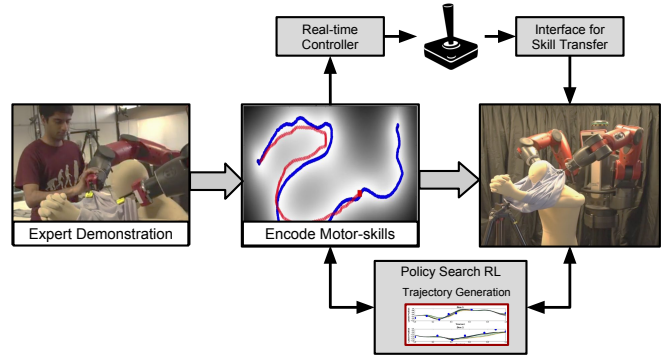 Real-time
Controller
Interface for
Skill Transfer
Expert Demonstration
Encode Motor-skills
Policy Search RL
Trajectory Generation